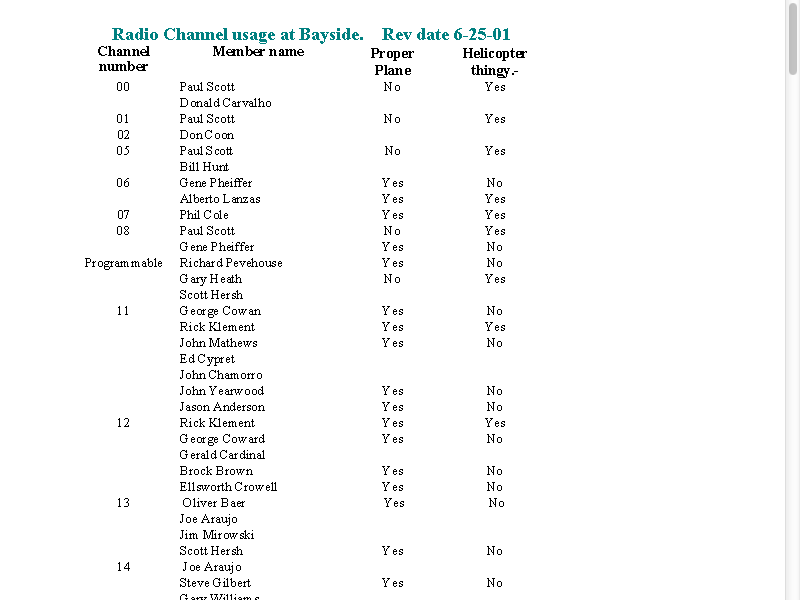 Radio Channel usage at Bayside. Rev date 6-25-01
Channel number Member name Proper Plane Helicopter thingy.-
00 Paul Scott No Yes
Donald Carvalho
01 Paul Scott No Yes
02 Don Coon
05 Paul Scott No Yes
Bill Hunt
06 Gene Pheiffer Yes No
Alberto Lanzas Yes Yes
07 Phil Cole Yes Yes
08 Paul Scott No Yes
Gene Pheiffer Yes No
Programmable Richard Pevehouse Yes No
Gary Heath No Yes
Scott Hersh
11 George Cowan Yes No
Rick Klement Yes Yes
John Mathews Yes No
Ed Cypret
John Chamorro
John Yearwood Yes No
Jason Anderson Yes No
12 Rick Klement Yes Yes
George Coward Yes No
Gerald Cardinal
Brock Brown Yes No
Ellsworth Crowell Yes No
13 Oliver Baer Yes No
Joe Araujo
Jim Mirowski
Scott Hersh Yes No
14 Joe Araujo
Steve Gilbert Yes No
Gary Williams